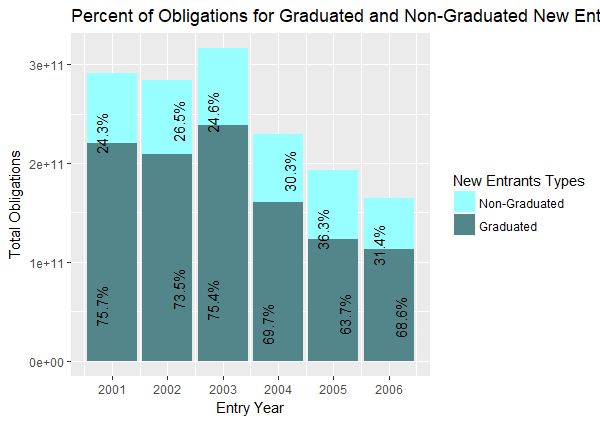 Percent of Obligations for Graduated and Non-Graduated New Ent
3e+11
2e+11
1e+11
0e+00
Total Obligations
24.3%
26.5%
24.6%
30.3%
36.3%
31.4%
75.7%
73.5%
75.4%
69.7%
63.7%
68.6%
2001 2002 2003 2004 2005 2006
Entry Year
New Entrants Types
Non-Graduated
Graduated